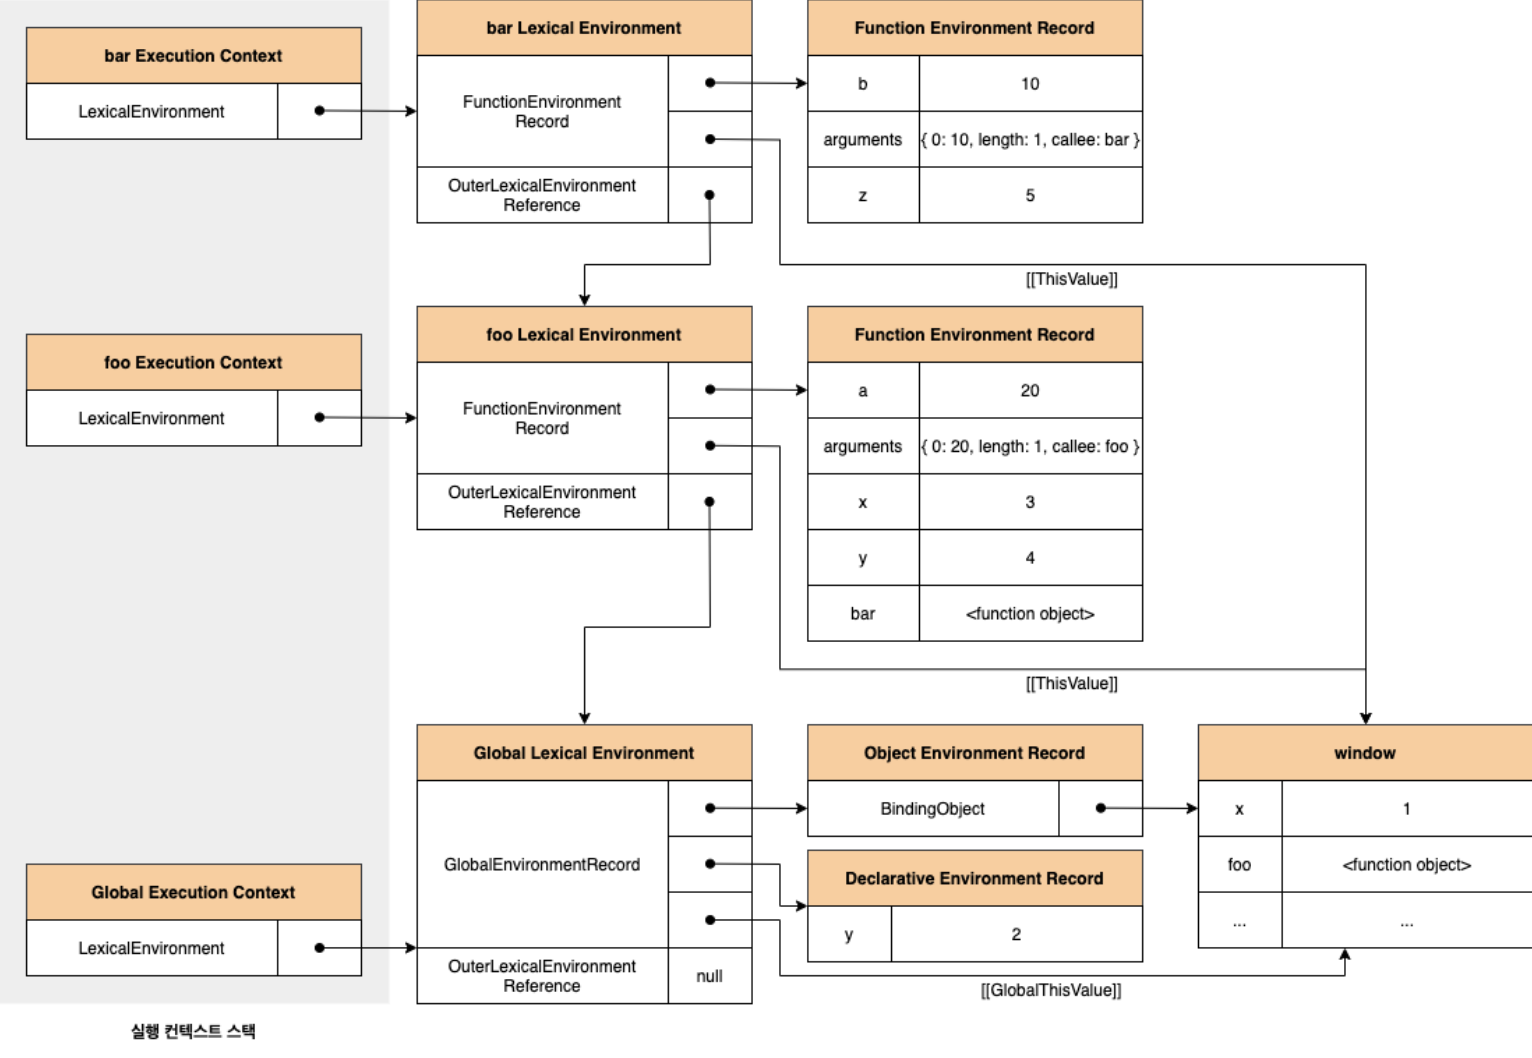 bar Execution Context
LexicalEnvironment
bar Lexical Environment
FunctionEnvironment
Record
OuterLexicalEnvironment
Reference
Function Environment Record
b 10
arguments { 0: 10, length: 1, callee: bar }
z 5
[[ThisValue]]
foo Execution Context
LexicalEnvironment
foo Lexical Environment
FunctionEnvironment
Record
OuterLexicalEnvironment
Reference
Function Environment Record
a 20
arguments { 0: 20, length: 1, callee: foo }
x 3
y 4
bar <function object>
[[ThisValue]]
Global Execution Context
LexicalEnvironment
Global Lexical Environment
GlobalEnvironmentRecord
OuterLexicalEnvironment
Reference
null
Object Environment Record
BindingObject
Declarative Environment Record
y 2
[[GlobalThisValue]]
window
x 1
foo <function object>
... ...
실행 컨텍스트 스택